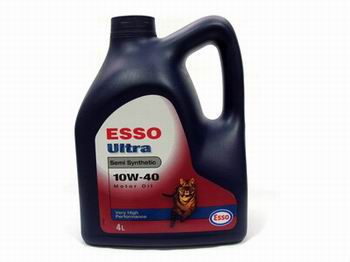 ESSO
Ultra
Semi Synthetic
10W-40
Motor Oil
Very High
Performance
4L
Esso